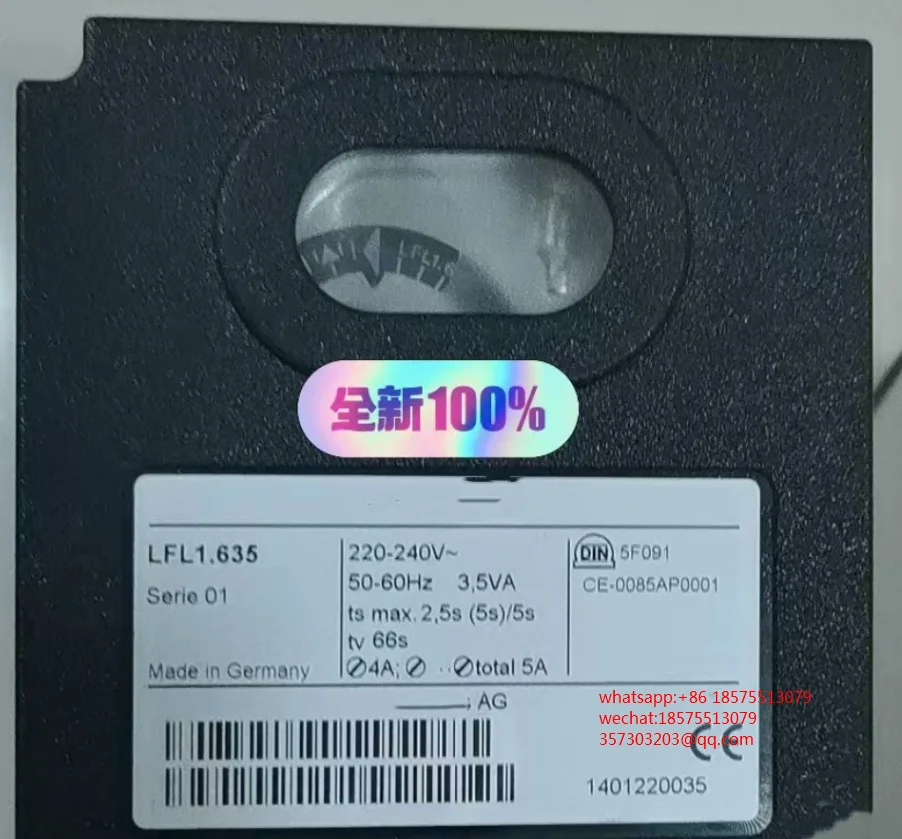 LFL1.6
全新100%
LFL1.635
Serie 01
Made in Germany
220-240V~
50-60Hz 3,5VA
ts max. 2,5s (5s)/5s
tv 66s
⊘4A; ⊘ ··⊘total 5A
DIN 5F091
CE-0085AP0001
AG
whatsapp:+86 18575513079
wechat:18575513079
357303203@qq.com
CE
1401220035